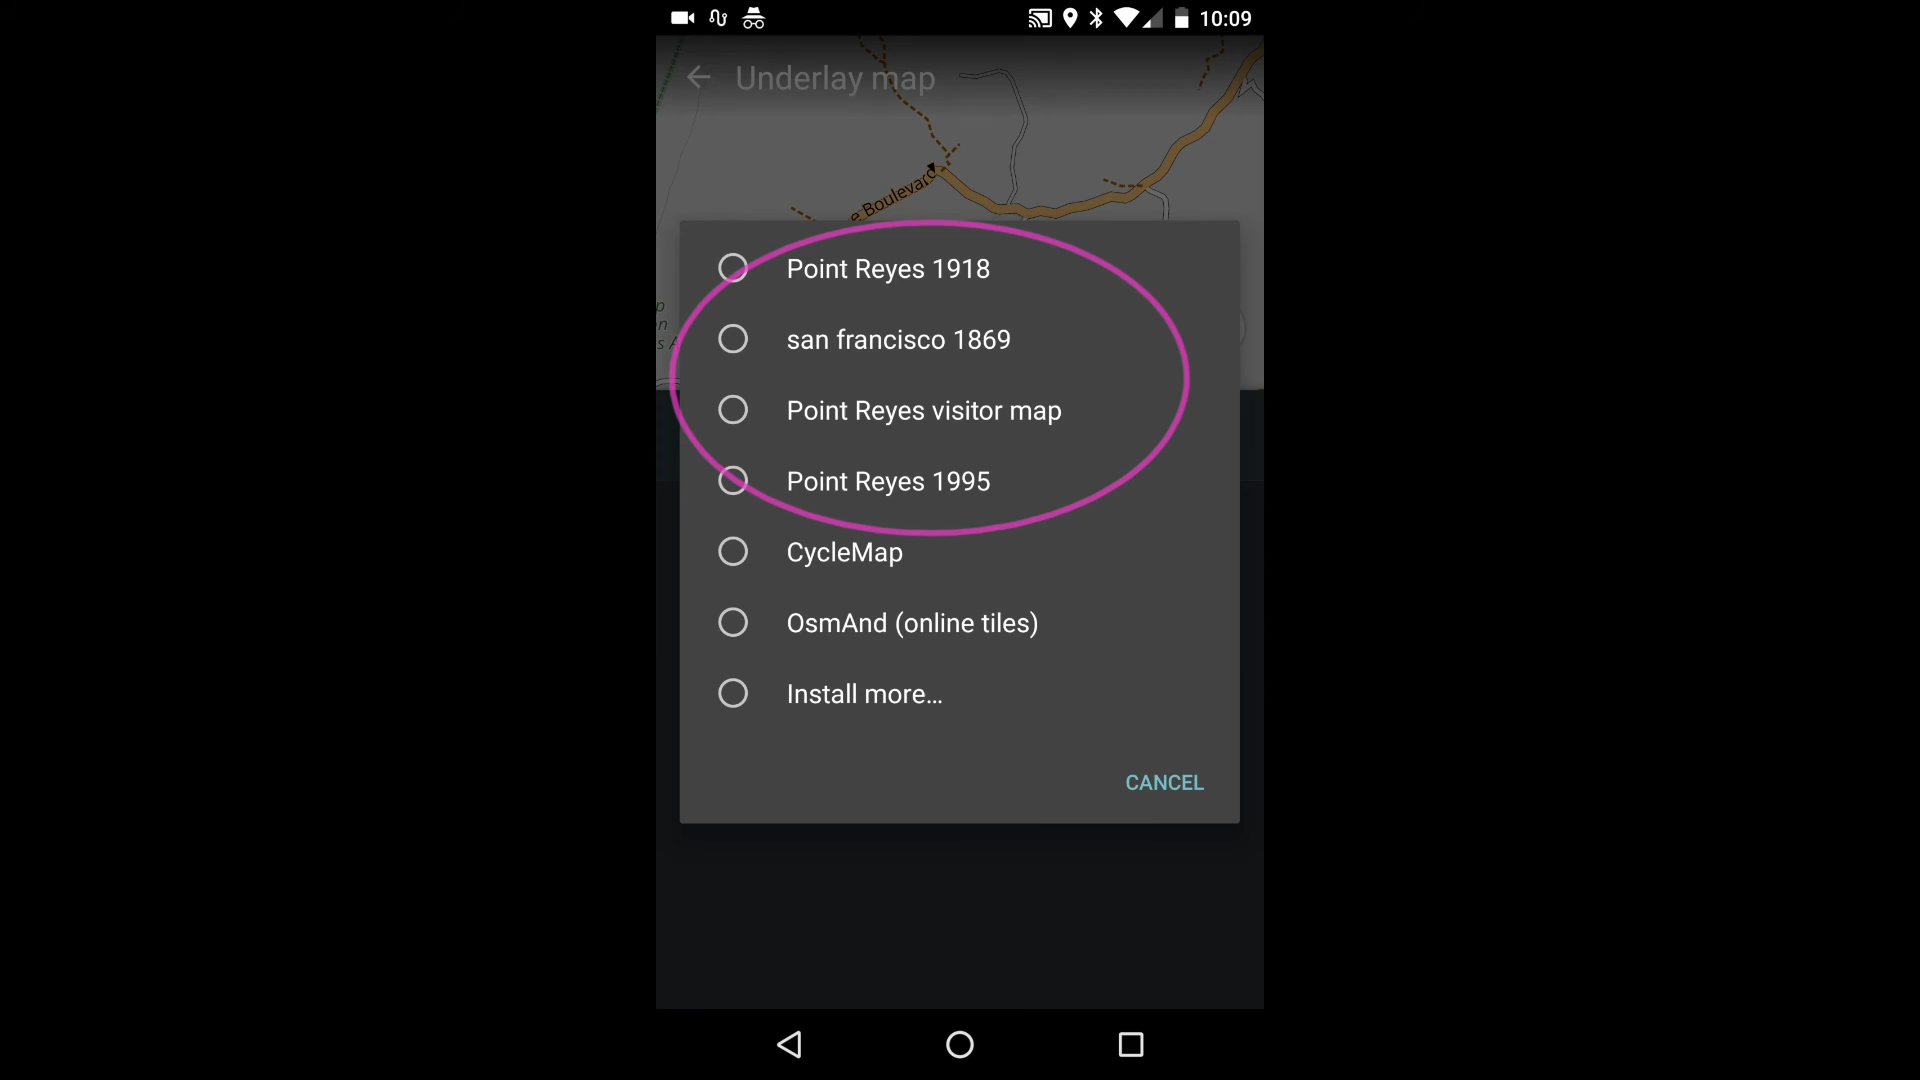 10:09
Underlay map
e Boulevard
p
n
s A
Point Reyes 1918
san francisco 1869
Point Reyes visitor map
Point Reyes 1995
CycleMap
OsmAnd (online tiles)
Install more...
CANCEL